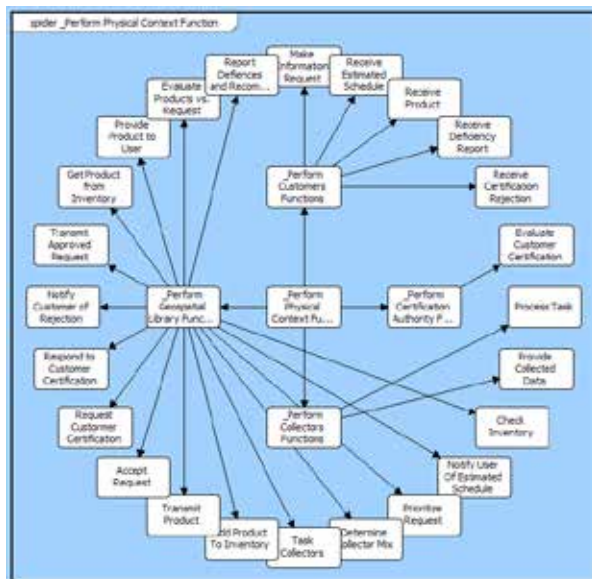 spider _Perform Physical Context Function
Report
Defiences
and Recom...
Make
Information
Request
Receive
Estimated
Schedule
Evaluate
Products vs.
Request
Receive
Product
Provide
Product to
User
Receive
Deficiency
Report
Get Product
from
Inventory
_Perform
Customers
Functions
Receive
Certification
Rejection
Transmit
Approved
Request
Evaluate
Customer
Certification
Notify
Customer of
Rejection
_Perform
Geospatial
Library Func...
_Perform
Physical
Context Fu...
_Perform
Certification
Authority F...
Process Task
Respond to
Customer
Certification
Provide
Collected
Data
Request
Customer
Certification
_Perform
Collectors
Functions
Check
Inventory
Accept
Request
Notify User
Of Estimated
Schedule
Transmit
Product
Prioritize
Request
Add Product
To Inventory
Task
Collectors
Determine
Collector Mix